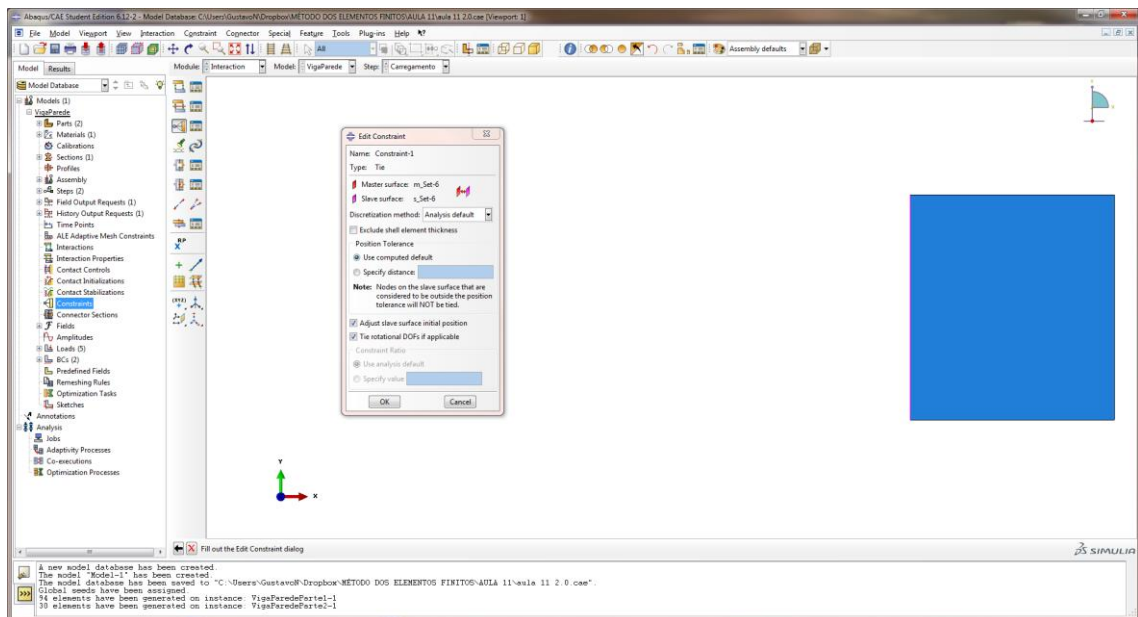 Abaqus/CAE Student Edition 6.12-2 - Model Database: C:\Users\GustavoN\Dropbox\MÉTODO DOS ELEMENTOS FINITOS\AULA 11\aula 11 2.0.cae [Viewport: 1]
File Model Viewport View Interaction Constraint Connector Special Feature Tools Plug-ins Help
All
Assembly defaults
Model Results
Module: Interaction Model: VigaParede Step: Carregamento
Model Database
Models (1)
VigaParede
Parts (2)
Materials (1)
Calibrations
Sections (1)
Profiles
Assembly
Steps (2)
Field Output Requests (1)
History Output Requests (1)
Time Points
ALE Adaptive Mesh Constraints
Interactions
Interaction Properties
Contact Controls
Contact Initializations
Contact Stabilizations
Constraints
Connector Sections
Fields
Amplitudes
Loads (5)
BCs (2)
Predefined Fields
Remeshing Rules
Optimization Tasks
Sketches
Annotations
Analysis
Jobs
Adaptivity Processes
Co-executions
Optimization Processes
RP
(XYZ)
Edit Constraint
Name: Constraint-1
Type: Tie
Master surface: m_Set-6
Slave surface: s_Set-6
Discretization method: Analysis default
Exclude shell element thickness
Position Tolerance
Use computed default
Specify distance:
Note: Nodes on the slave surface that are
considered to be outside the position
tolerance will NOT be tied.
Adjust slave surface initial position
Tie rotational DOFs if applicable
Constraint Ratio
Use analysis default
Specify value
OK Cancel
Y
X
Fill out the Edit Constraint dialog
SIMULIA
A new model database has been created.
The model "Model-1" has been created.
The model database has been saved to "C:\Users\GustavoN\Dropbox\MÉTODO DOS ELEMENTOS FINITOS\AULA 11\aula 11 2.0.cae".
Global seeds have been assigned.
94 elements have been generated on instance: VigaParedeParte1-1
30 elements have been generated on instance: VigaParedeParte2-1